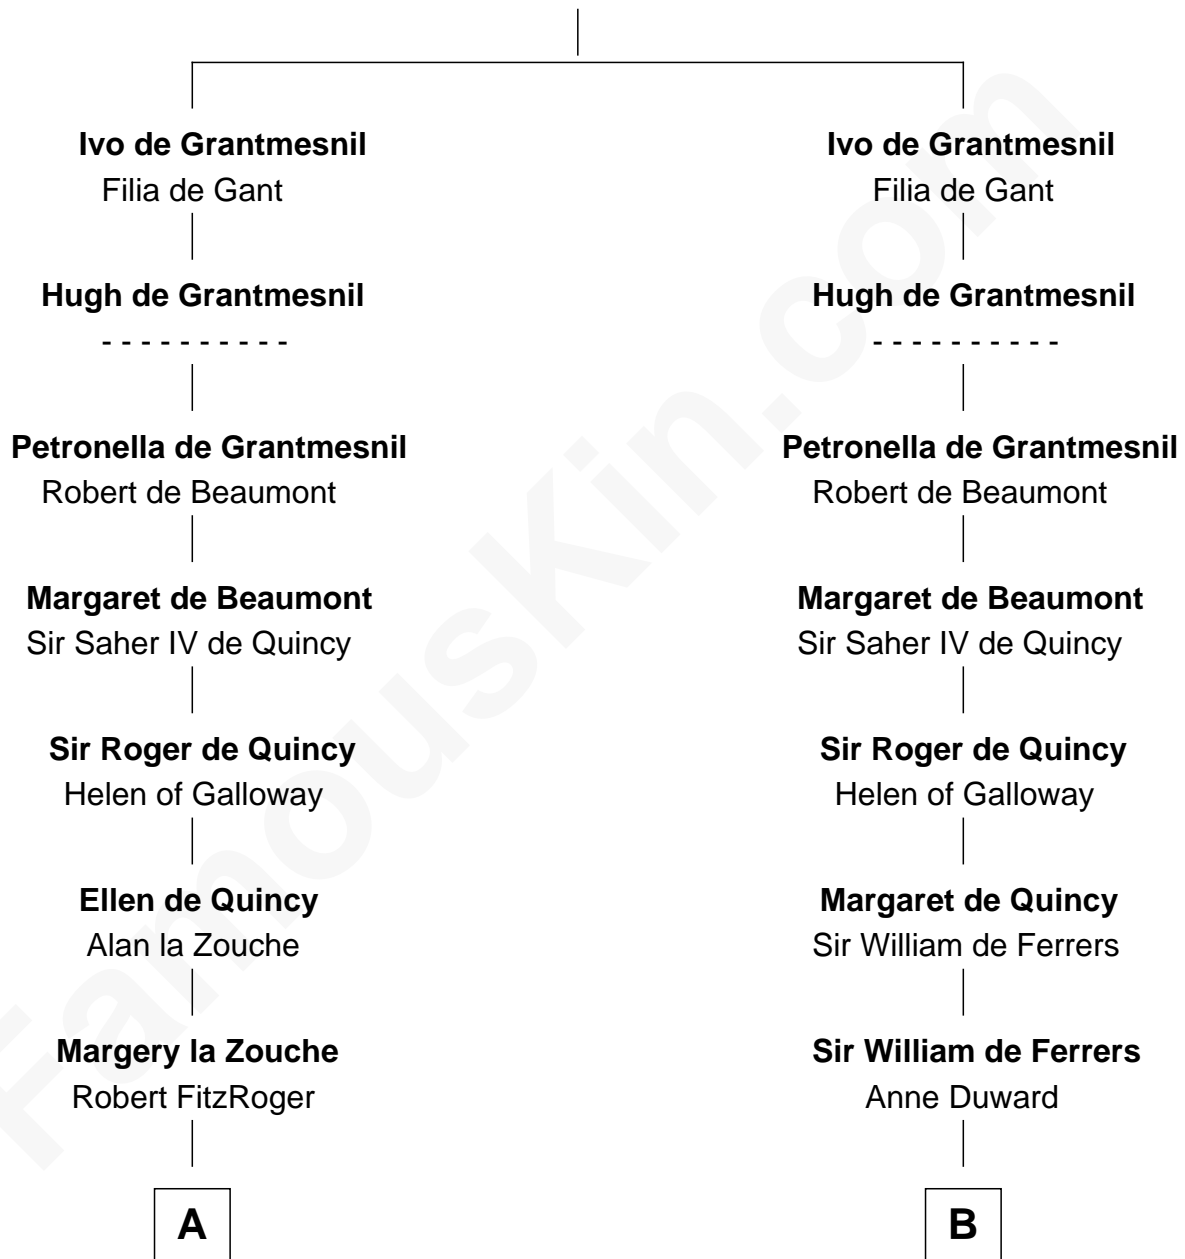 Ivo de Grantmesnil
Filia de Gant
Hugh de Grantmesnil
- - - - - - - - - -
Petronella de Grantmesnil
Robert de Beaumont
Margaret de Beaumont
Sir Saher IV de Quincy
Sir Roger de Quincy
Helen of Galloway
Ellen de Quincy
Alan la Zouche
Margery la Zouche
Robert FitzRoger
A
Ivo de Grantmesnil
Filia de Gant
Hugh de Grantmesnil
- - - - - - - - - -
Petronella de Grantmesnil
Robert de Beaumont
Margaret de Beaumont
Sir Saher IV de Quincy
Sir Roger de Quincy
Helen of Galloway
Margaret de Quincy
Sir William de Ferrers
Sir William de Ferrers
Anne Duward
B
FamousKin.com